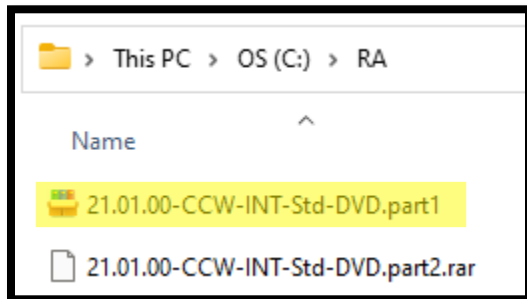 This PC > OS (C:) > RA
Name
21.01.00-CCW-INT-Std-DVD.part1
21.01.00-CCW-INT-Std-DVD.part2.rar